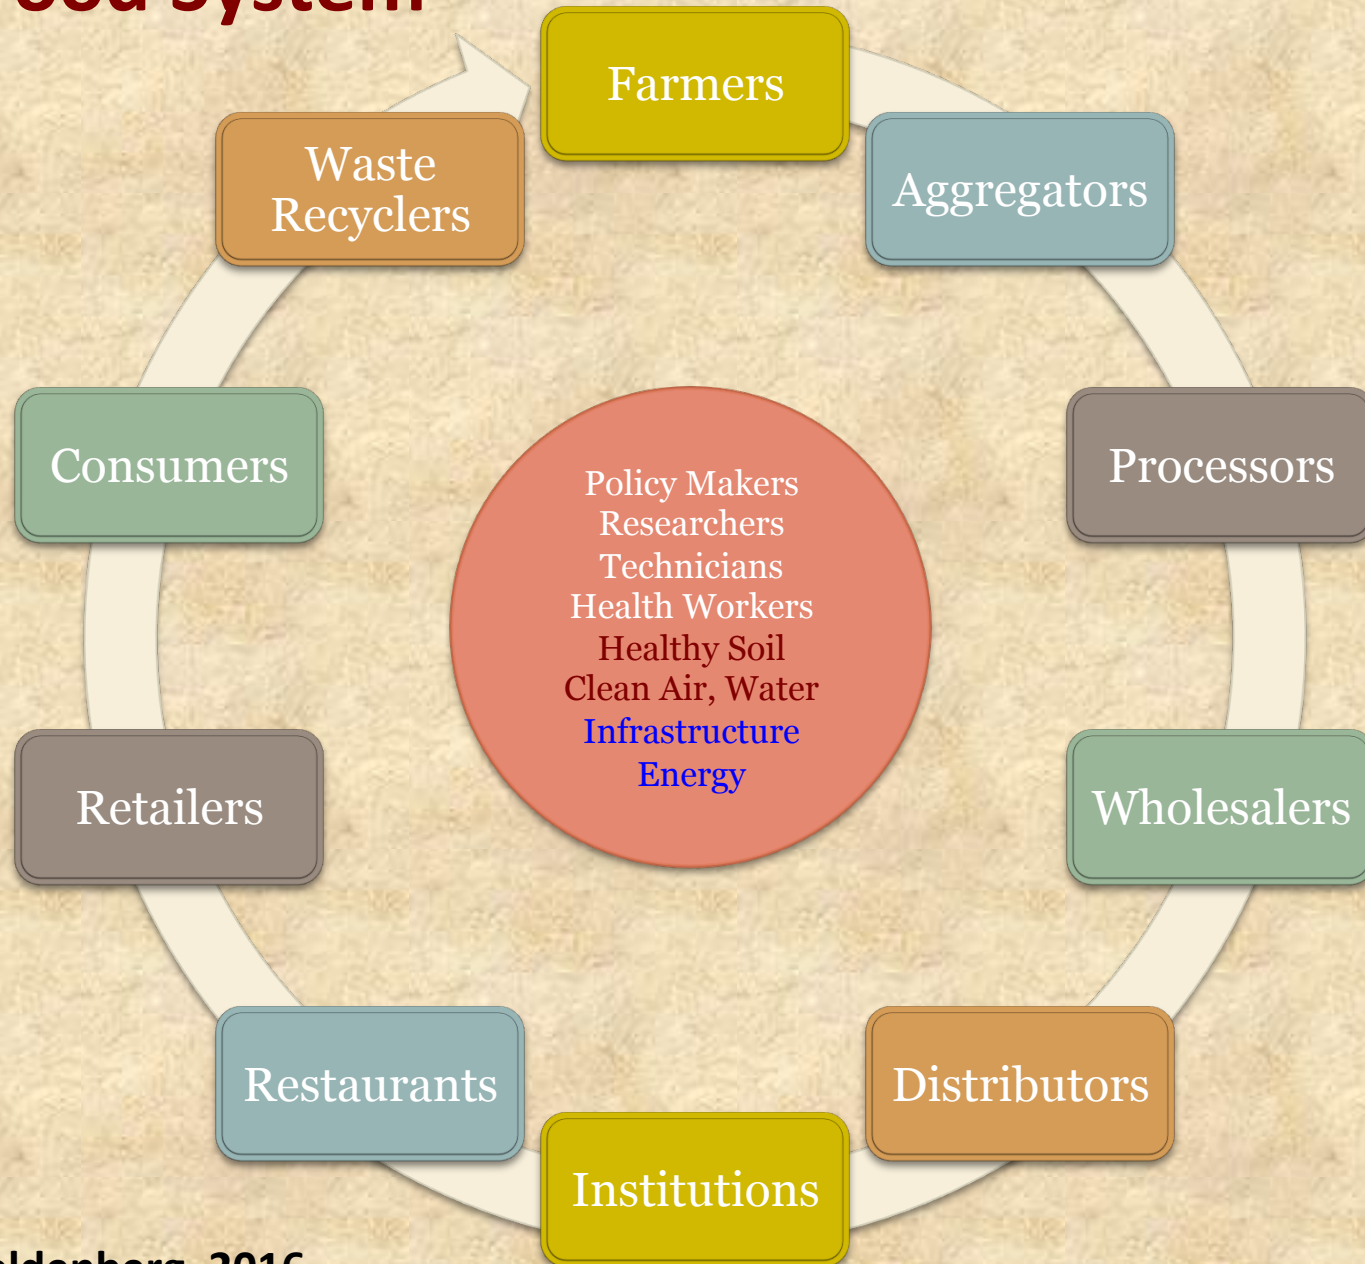 System
Farmers
Aggregators
Processors
Wholesalers
Distributors
Institutions
Restaurants
Retailers
Consumers
Waste
Recyclers
Policy Makers
Researchers
Technicians
Health Workers
Healthy Soil
Clean Air, Water
Infrastructure
Energy